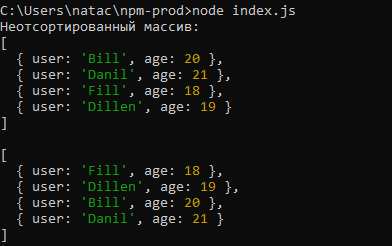 C:\Users\natac\npm-prod>node index.js
Неотсортированный массив:
[
  { user: 'Bill', age: 20 },
  { user: 'Danil', age: 21 },
  { user: 'Fill', age: 18 },
  { user: 'Dillen', age: 19 }
]

[
  { user: 'Fill', age: 18 },
  { user: 'Dillen', age: 19 },
  { user: 'Bill', age: 20 },
  { user: 'Danil', age: 21 }
]